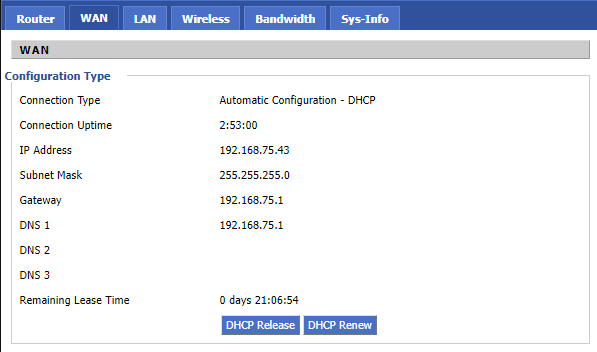 Router WAN LAN Wireless Bandwidth Sys-Info
WAN
Configuration Type
Connection Type Automatic Configuration - DHCP
Connection Uptime 2:53:00
IP Address 192.168.75.43
Subnet Mask 255.255.255.0
Gateway 192.168.75.1
DNS 1 192.168.75.1
DNS 2
DNS 3
Remaining Lease Time 0 days 21:06:54
DHCP Release DHCP Renew